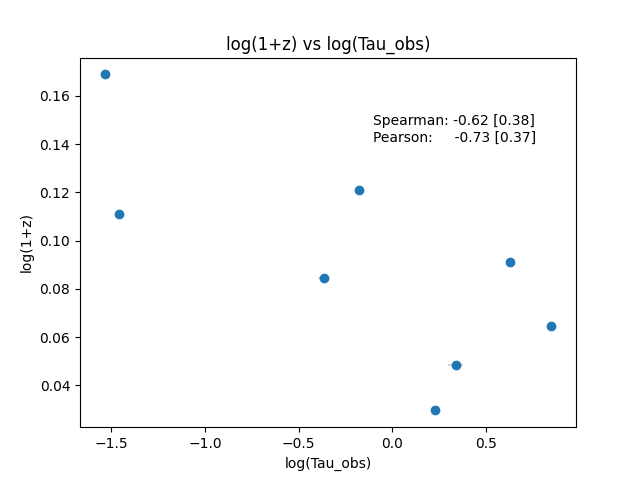 log(1+z) vs log(Tau_obs)
Spearman: -0.62 [0.38]
Pearson: -0.73 [0.37]
0.16
0.14
0.12
0.10
0.08
0.06
0.04
log(1+z)
−1.5 −1.0 −0.5 0.0 0.5
log(Tau_obs)